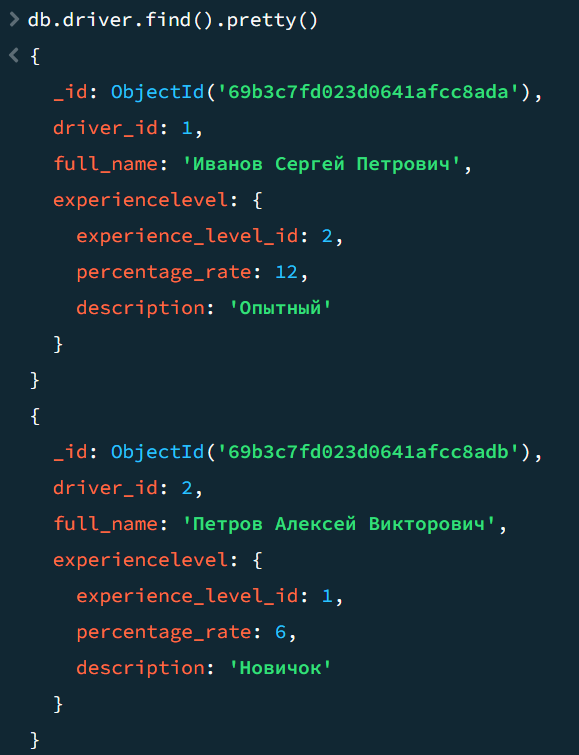 > db.driver.find().pretty()
< {
_id: ObjectId('69b3c7fd023d0641afcc8ada'),
driver_id: 1,
full_name: 'Иванов Сергей Петрович',
experiencelevel: {
experience_level_id: 2,
percentage_rate: 12,
description: 'Опытный'
}
}
{
_id: ObjectId('69b3c7fd023d0641afcc8adb'),
driver_id: 2,
full_name: 'Петров Алексей Викторович',
experiencelevel: {
experience_level_id: 1,
percentage_rate: 6,
description: 'Новичок'
}
}